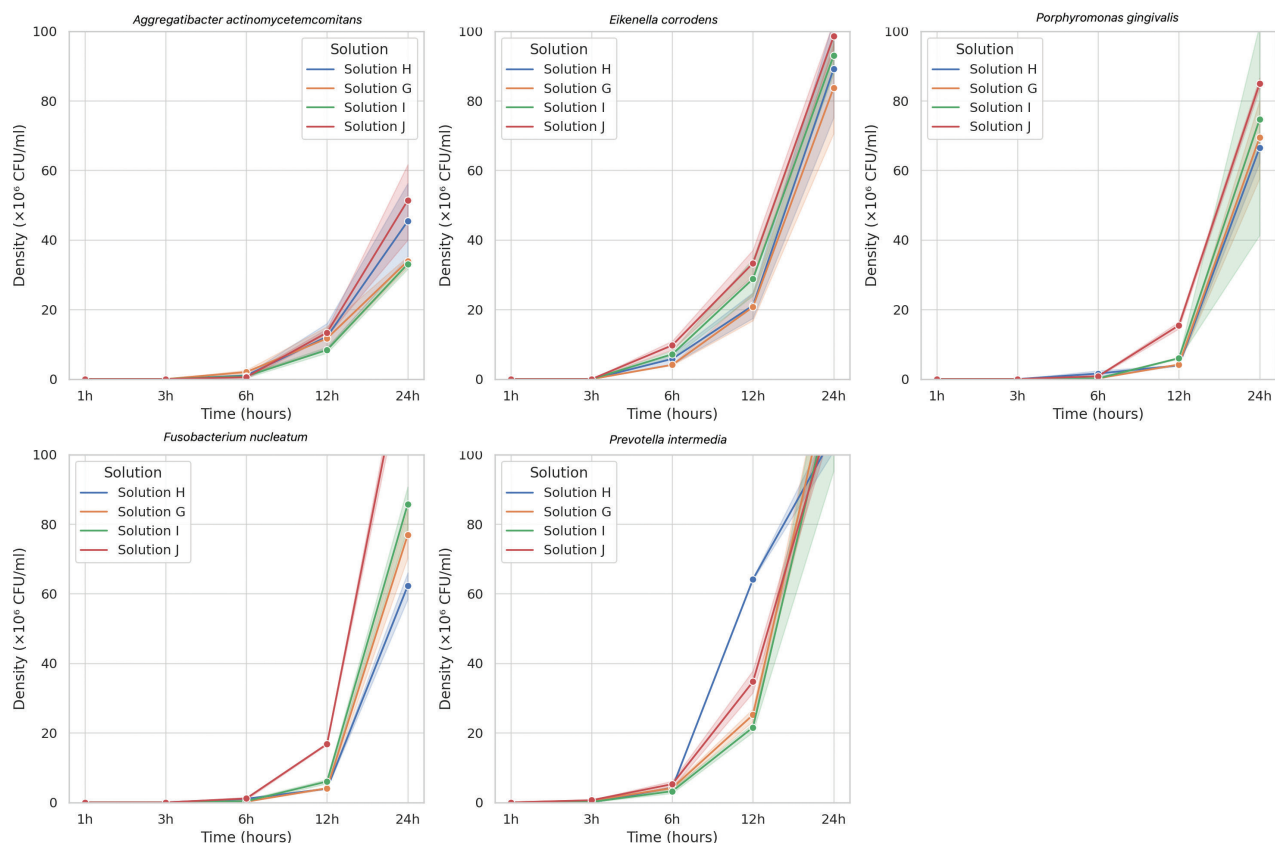 Aggregatibacter actinomycetemcomitans
Density (×10⁶ CFU/ml)
100
80
60
40
20
0
Solution
Solution H
Solution G
Solution I
Solution J
1h 3h 6h 12h 24h
Time (hours)
Eikenella corrodens
Density (×10⁶ CFU/ml)
100
80
60
40
20
0
Solution
Solution H
Solution G
Solution I
Solution J
1h 3h 6h 12h 24h
Time (hours)
Porphyromonas gingivalis
Density (×10⁶ CFU/ml)
100
80
60
40
20
0
Solution
Solution H
Solution G
Solution I
Solution J
1h 3h 6h 12h 24h
Time (hours)
Fusobacterium nucleatum
Density (×10⁶ CFU/ml)
100
80
60
40
20
0
Solution
Solution H
Solution G
Solution I
Solution J
1h 3h 6h 12h 24h
Time (hours)
Prevotella intermedia
Density (×10⁶ CFU/ml)
100
80
60
40
20
0
Solution
Solution H
Solution G
Solution I
Solution J
1h 3h 6h 12h 24h
Time (hours)